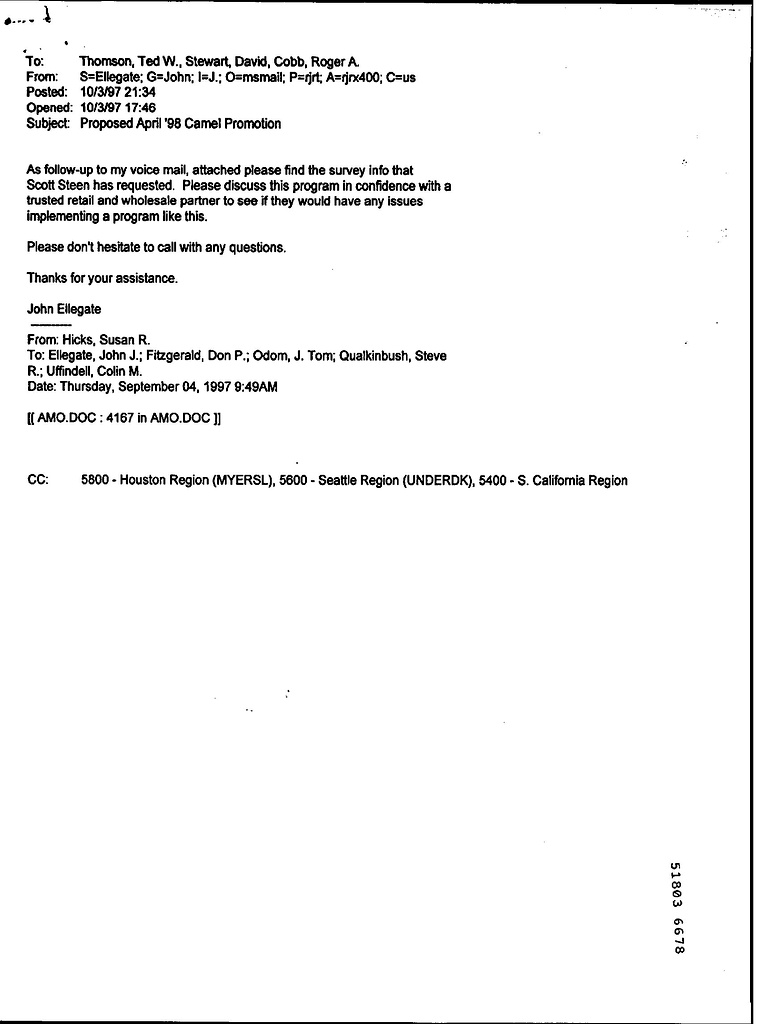 To: Thomson, Ted W., Stewart, David, Cobb, Roger A.
From: S=Ellegate; G=John; I=J.; O=msmail; P=rjrt; A=rjrx400; C=us
Posted: 10/3/97 21:34
Opened: 10/3/97 17:46
Subject: Proposed April '98 Camel Promotion
As follow-up to my voice mail, attached please find the survey info that
Scott Steen has requested. Please discuss this program in confidence with a
trusted retail and wholesale partner to see if they would have any issues
implementing a program like this.
Please don't hesitate to call with any questions.
Thanks for your assistance.
John Ellegate
From: Hicks, Susan R.
To: Ellegate, John J.; Fitzgerald, Don P.; Odom, J. Tom; Qualkinbush, Steve
R.; Uffindell, Colin M.
Date: Thursday, September 04, 1997 9:49AM
[[ AMO.DOC : 4167 in AMO.DOC ]]
CC: 5800 - Houston Region (MYERSL), 5600 - Seattle Region (UNDERDK), 5400 - S. California Region
51803 6678